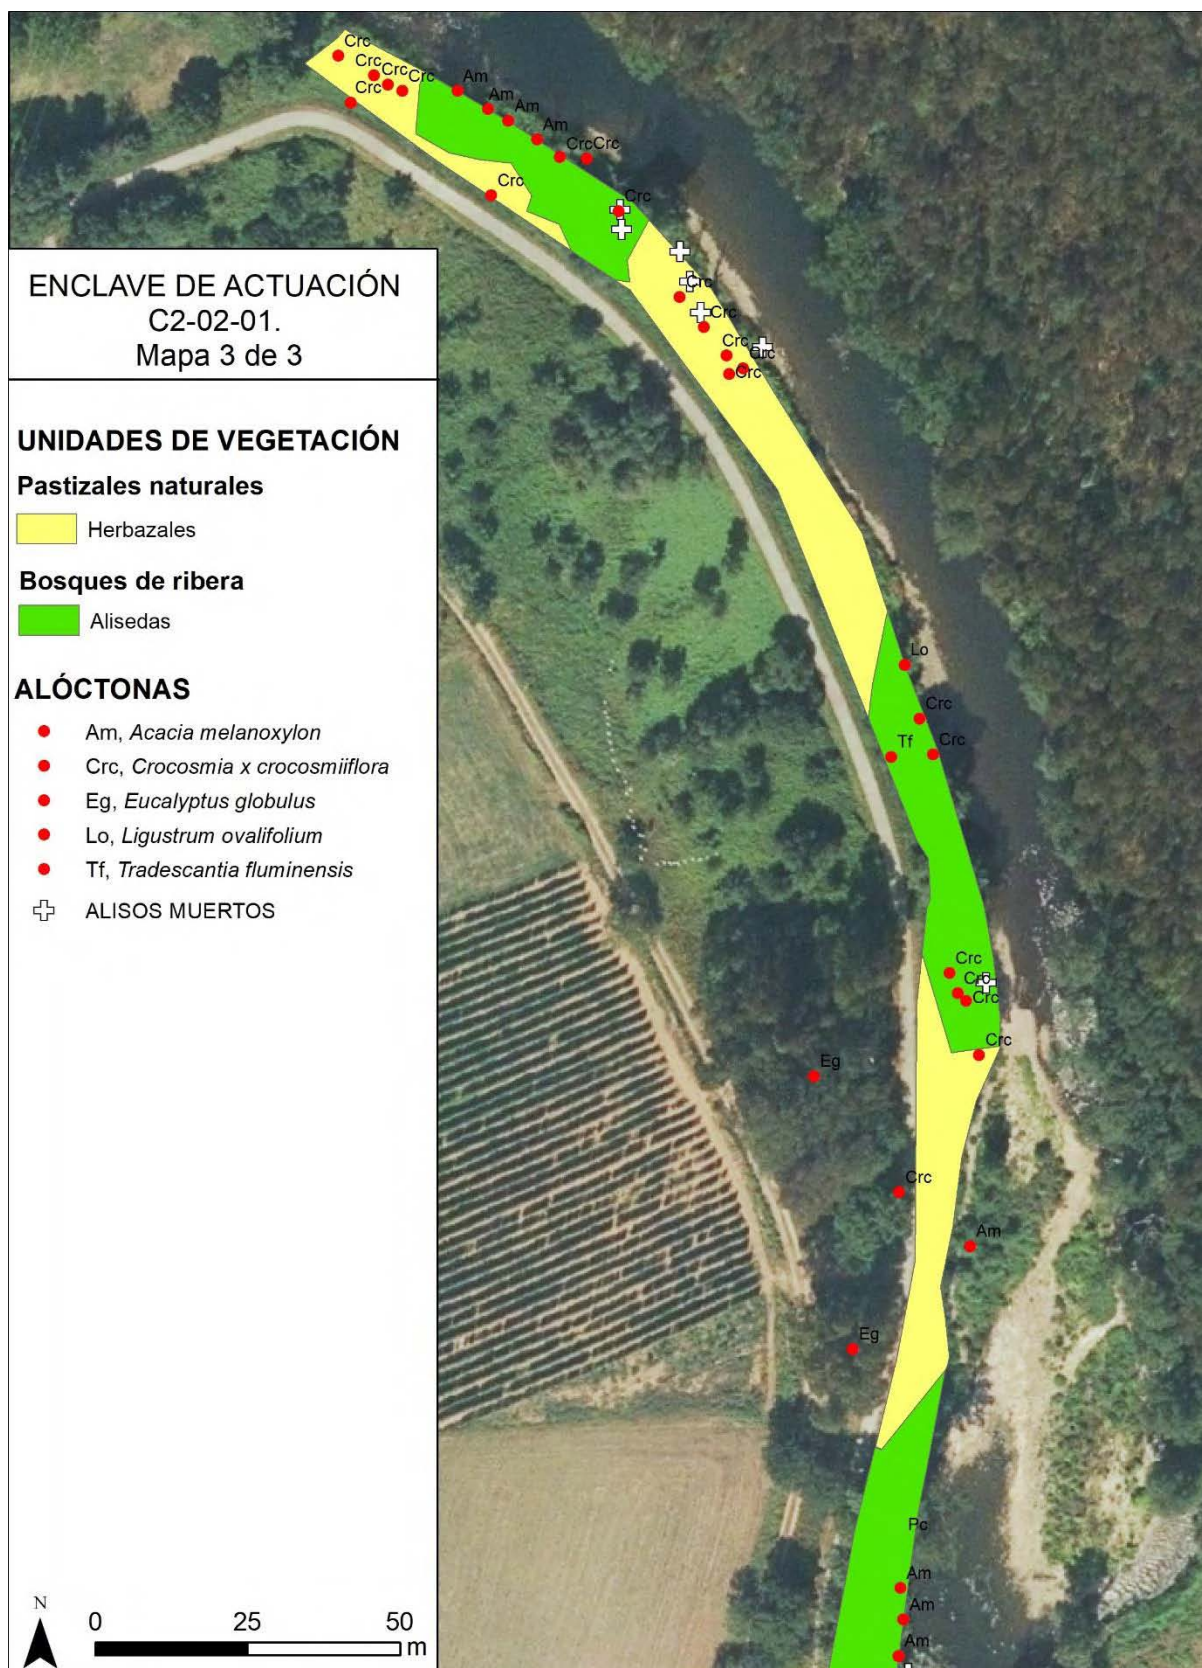 ENCLAVE DE ACTUACIÓN
C2-02-01.
Mapa 3 de 3
UNIDADES DE VEGETACIÓN
Pastizales naturales
Herbazales
Bosques de ribera
Alisedas
ALÓCTONAS
Am, Acacia melanoxylon
Crc, Crocosmia x crocosmiiflora
Eg, Eucalyptus globulus
Lo, Ligustrum ovalifolium
Tf, Tradescantia fluminensis
ALISOS MUERTOS
N
0 25 50
m
Crc
Crc
Crc
Crc
Crc
Am
Am
Am
Am
Crc
Crc
Crc
Crc
Crc
Crc
Crc
Crc
Crc
Lo
Crc
Crc
Tf
Crc
Crc
Crc
Crc
Eg
Crc
Am
Eg
Pc
Am
Am
Am